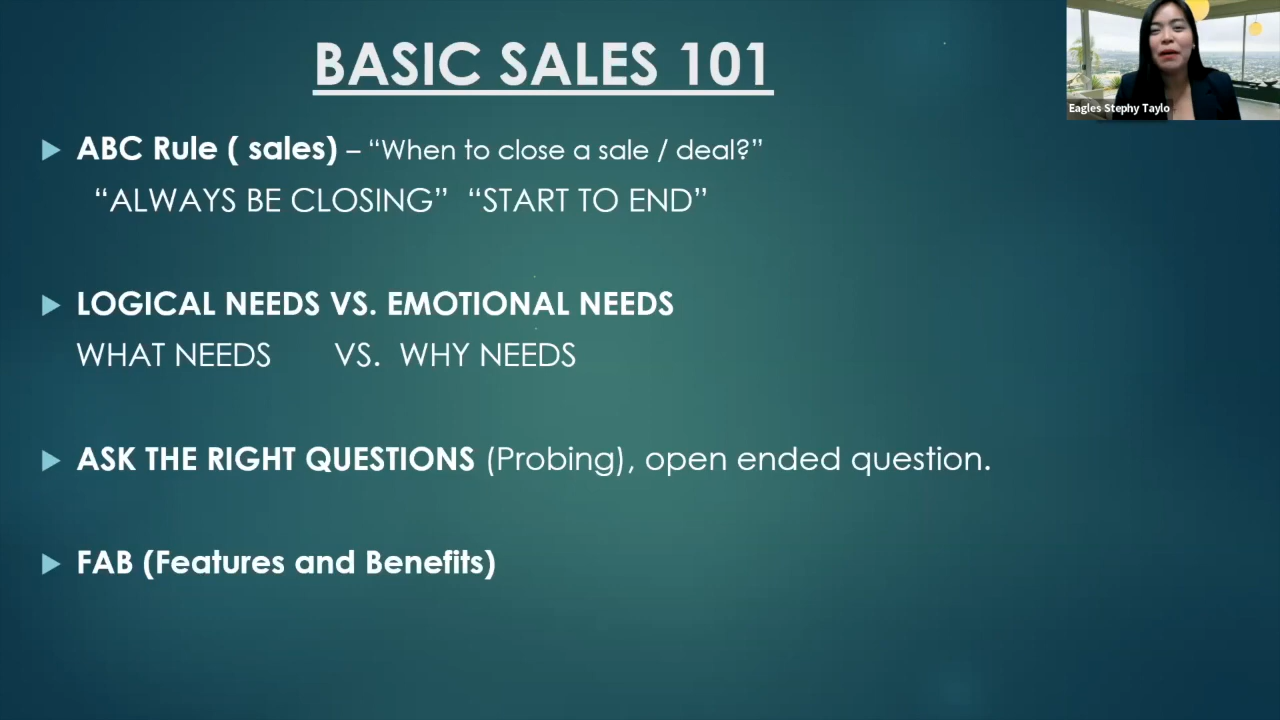 BASIC SALES 101
Eagles Stephy Taylo
ABC Rule ( sales) – “When to close a sale / deal?”
“ALWAYS BE CLOSING” “START TO END”
LOGICAL NEEDS VS. EMOTIONAL NEEDS
WHAT NEEDS VS. WHY NEEDS
ASK THE RIGHT QUESTIONS (Probing), open ended question.
FAB (Features and Benefits)